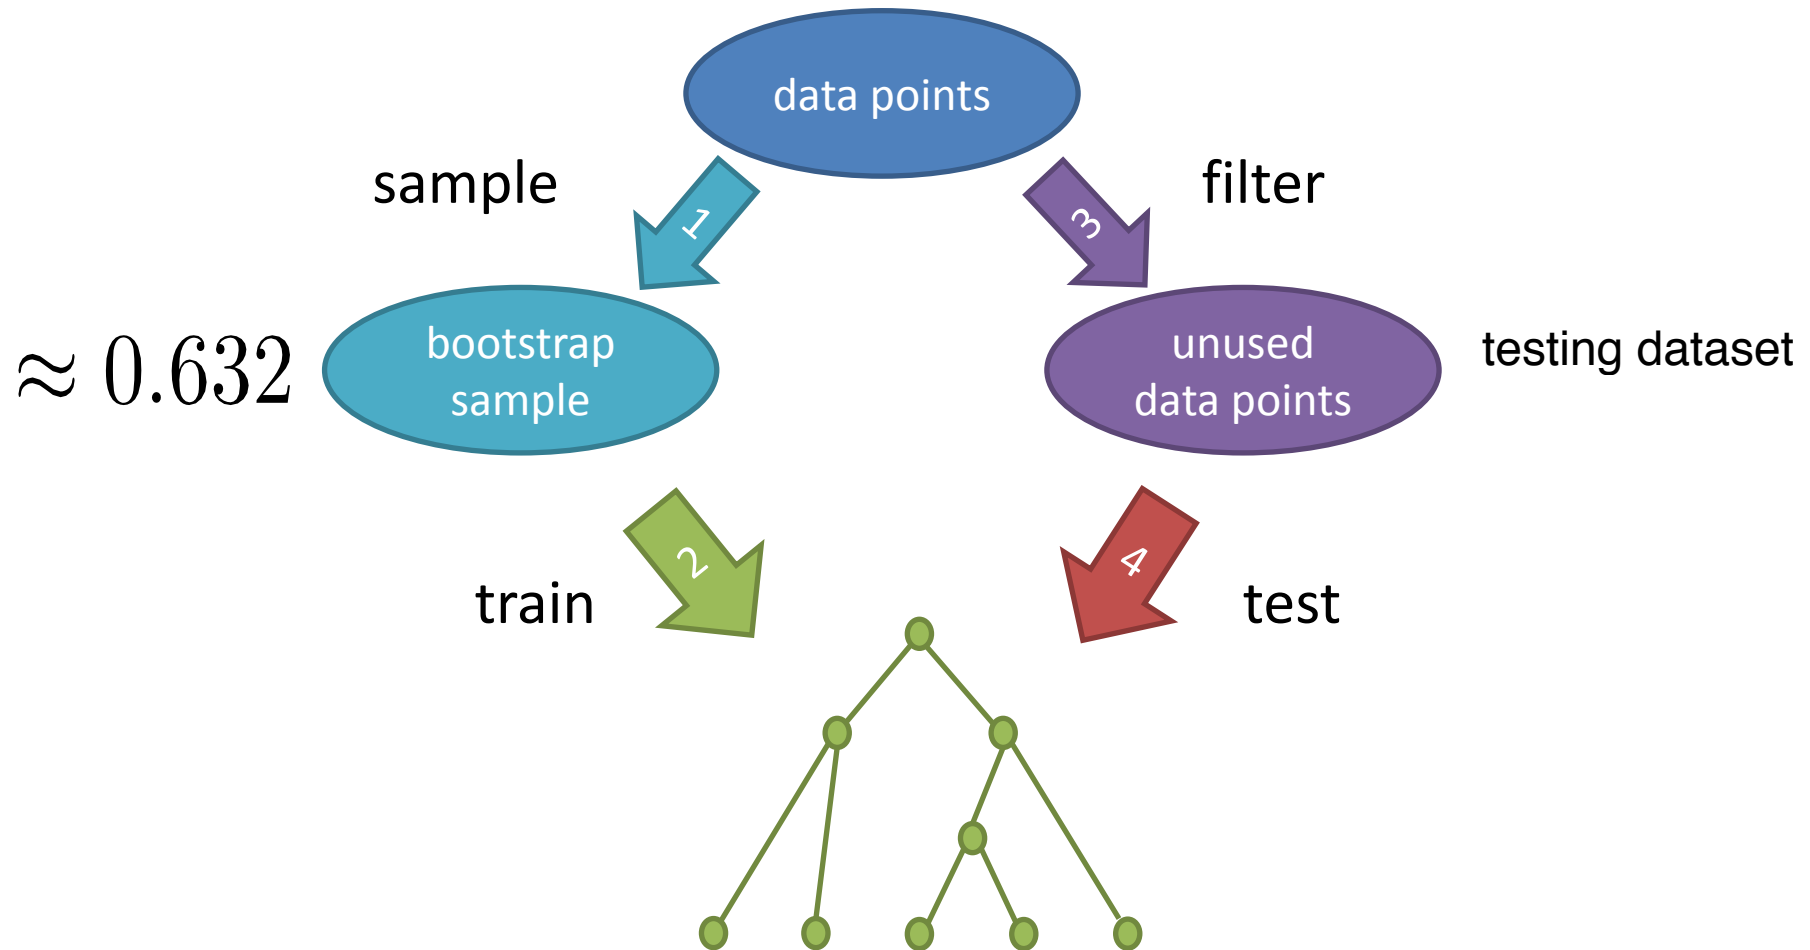 data points
sample
filter
1
3
≈ 0.632
bootstrap
sample
unused
data points
testing dataset
2
4
train
test